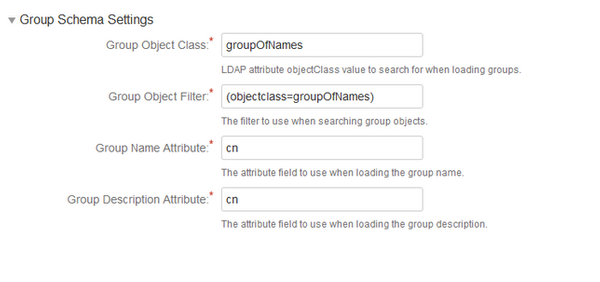 Group Schema Settings
Group Object Class:* groupOfNames
LDAP attribute objectClass value to search for when loading groups.
Group Object Filter:* (objectclass=groupOfNames)
The filter to use when searching group objects.
Group Name Attribute:* cn
The attribute field to use when loading the group name.
Group Description Attribute:* cn
The attribute field to use when loading the group description.